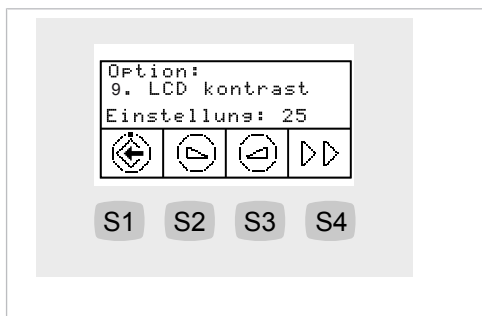 Option:
9. LCD kontrast
Einstellung: 25
S1 S2 S3 S4